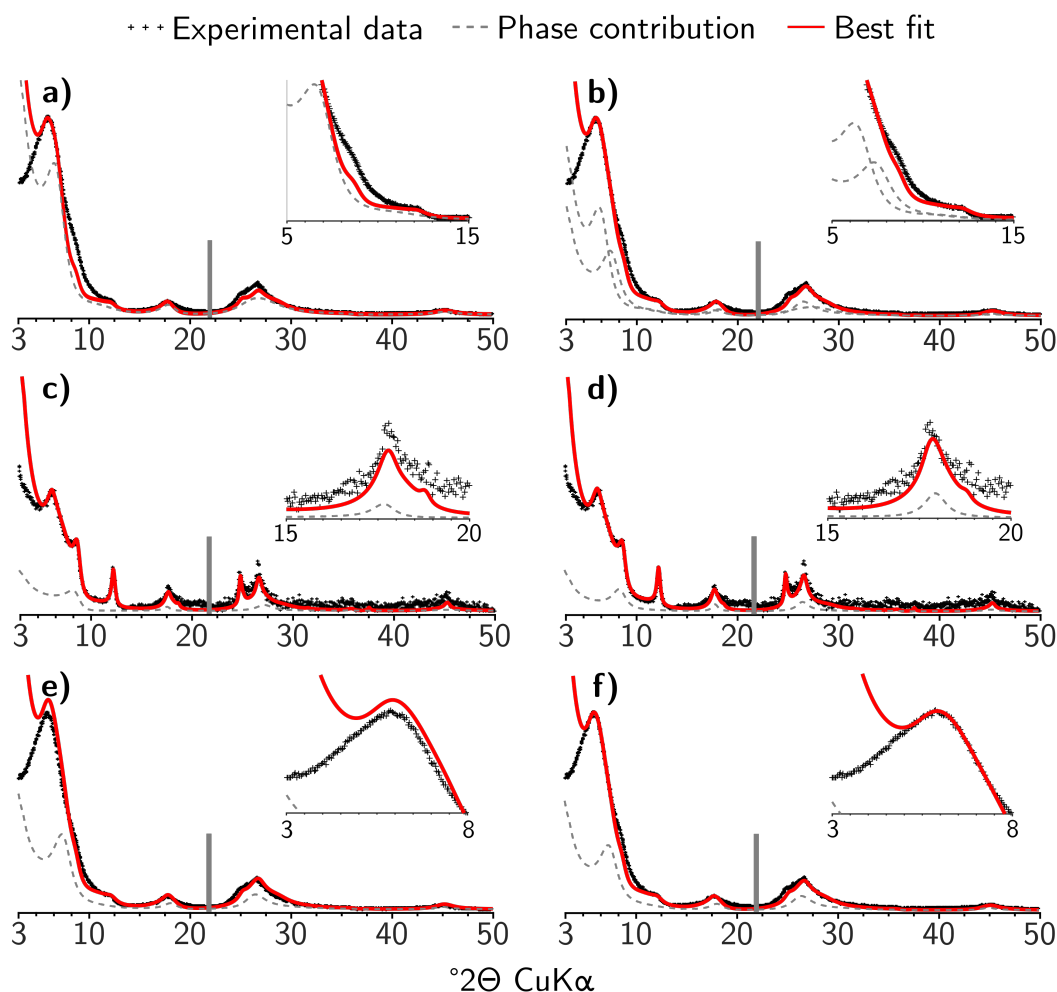 +++ Experimental data --- Phase contribution — Best fit
a) b)
5 15 5 15
3 10 20 30 40 50 3 10 20 30 40 50
c) d)
15 20 15 20
3 10 20 30 40 50 3 10 20 30 40 50
e) f)
3 8 3 8
3 10 20 30 40 50 3 10 20 30 40 50
°2Θ CuKα